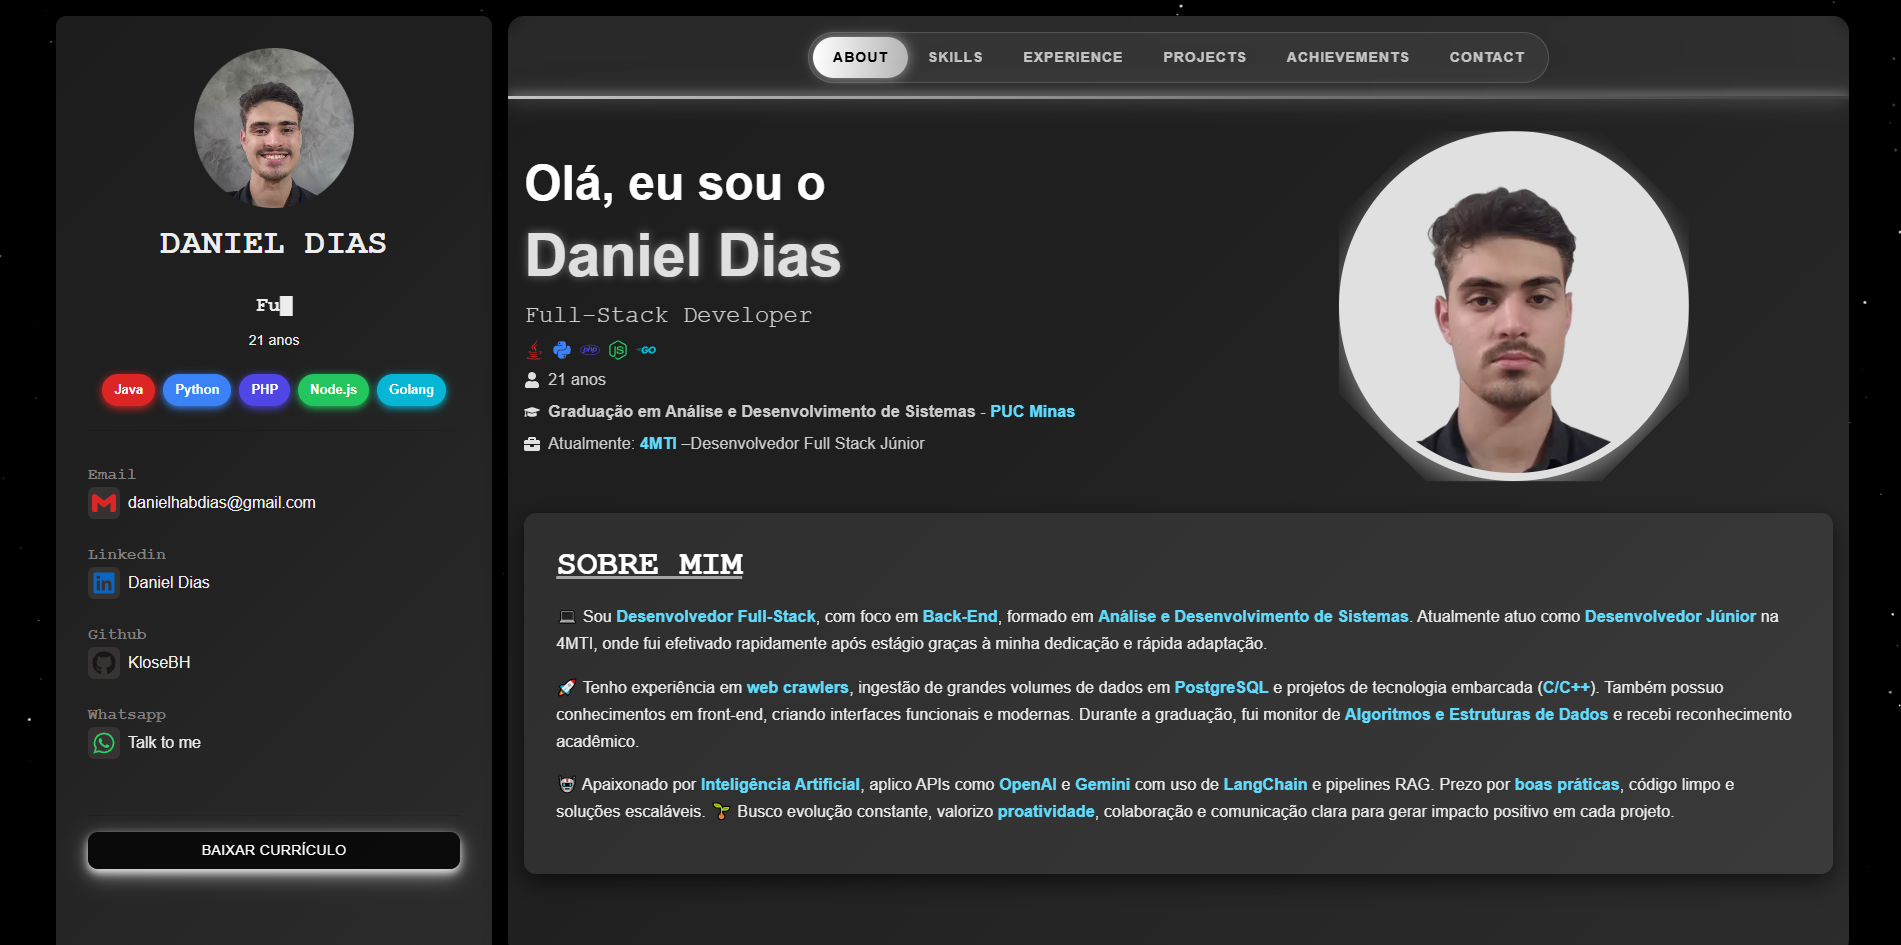 DANIEL DIAS
Fu
21 anos
Java Python PHP Node.js Golang
Email
danielhabdias@gmail.com
Linkedin
Daniel Dias
Github
KloseBH
Whatsapp
Talk to me
BAIXAR CURRÍCULO
ABOUT SKILLS EXPERIENCE PROJECTS ACHIEVEMENTS CONTACT
Olá, eu sou o
Daniel Dias
Full-Stack Developer
php JS GO
21 anos
Graduação em Análise e Desenvolvimento de Sistemas - PUC Minas
Atualmente: 4MTI –Desenvolvedor Full Stack Júnior
SOBRE MIM
💻 Sou Desenvolvedor Full-Stack, com foco em Back-End, formado em Análise e Desenvolvimento de Sistemas. Atualmente atuo como Desenvolvedor Júnior na
4MTI, onde fui efetivado rapidamente após estágio graças à minha dedicação e rápida adaptação.
🚀 Tenho experiência em web crawlers, ingestão de grandes volumes de dados em PostgreSQL e projetos de tecnologia embarcada (C/C++). Também possuo
conhecimentos em front-end, criando interfaces funcionais e modernas. Durante a graduação, fui monitor de Algoritmos e Estruturas de Dados e recebi reconhecimento
acadêmico.
🤖 Apaixonado por Inteligência Artificial, aplico APIs como OpenAI e Gemini com uso de LangChain e pipelines RAG. Prezo por boas práticas, código limpo e
soluções escaláveis. 🌱 Busco evolução constante, valorizo proatividade, colaboração e comunicação clara para gerar impacto positivo em cada projeto.